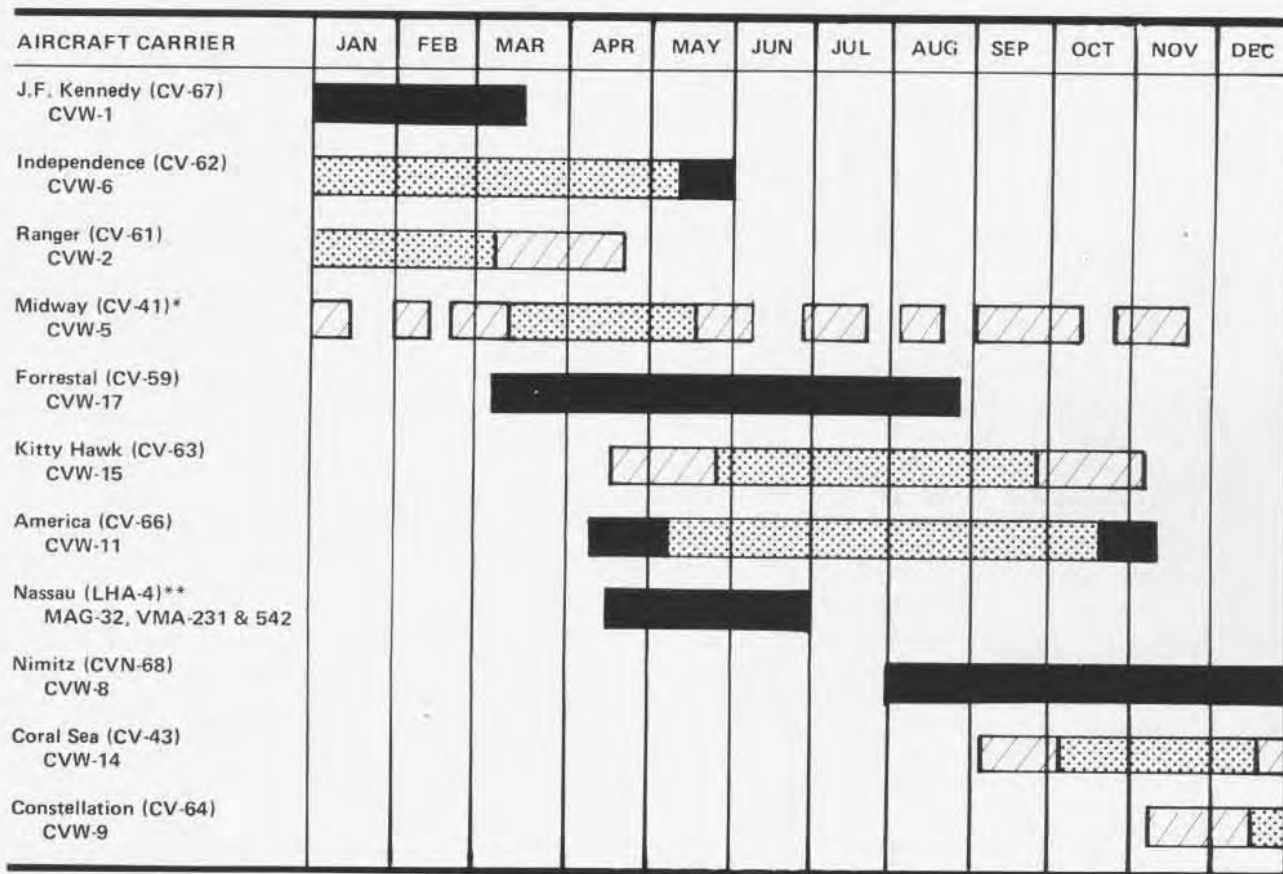 AIRCRAFT CARRIER JAN FEB MAR APR MAY JUN JUL AUG SEP OCT NOV DEC
J.F. Kennedy (CV-67)
CVW-1
Independence (CV-62)
CVW-6
Ranger (CV-61)
CVW-2
Midway (CV-41)*
CVW-5
Forrestal (CV-59)
CVW-17
Kitty Hawk (CV-63)
CVW-15
America (CV-66)
CVW-11
Nassau (LHA-4)**
MAG-32, VMA-231 & 542
Nimitz (CVN-68)
CVW-8
Coral Sea (CV-43)
CVW-14
Constellation (CV-64)
CVW-9